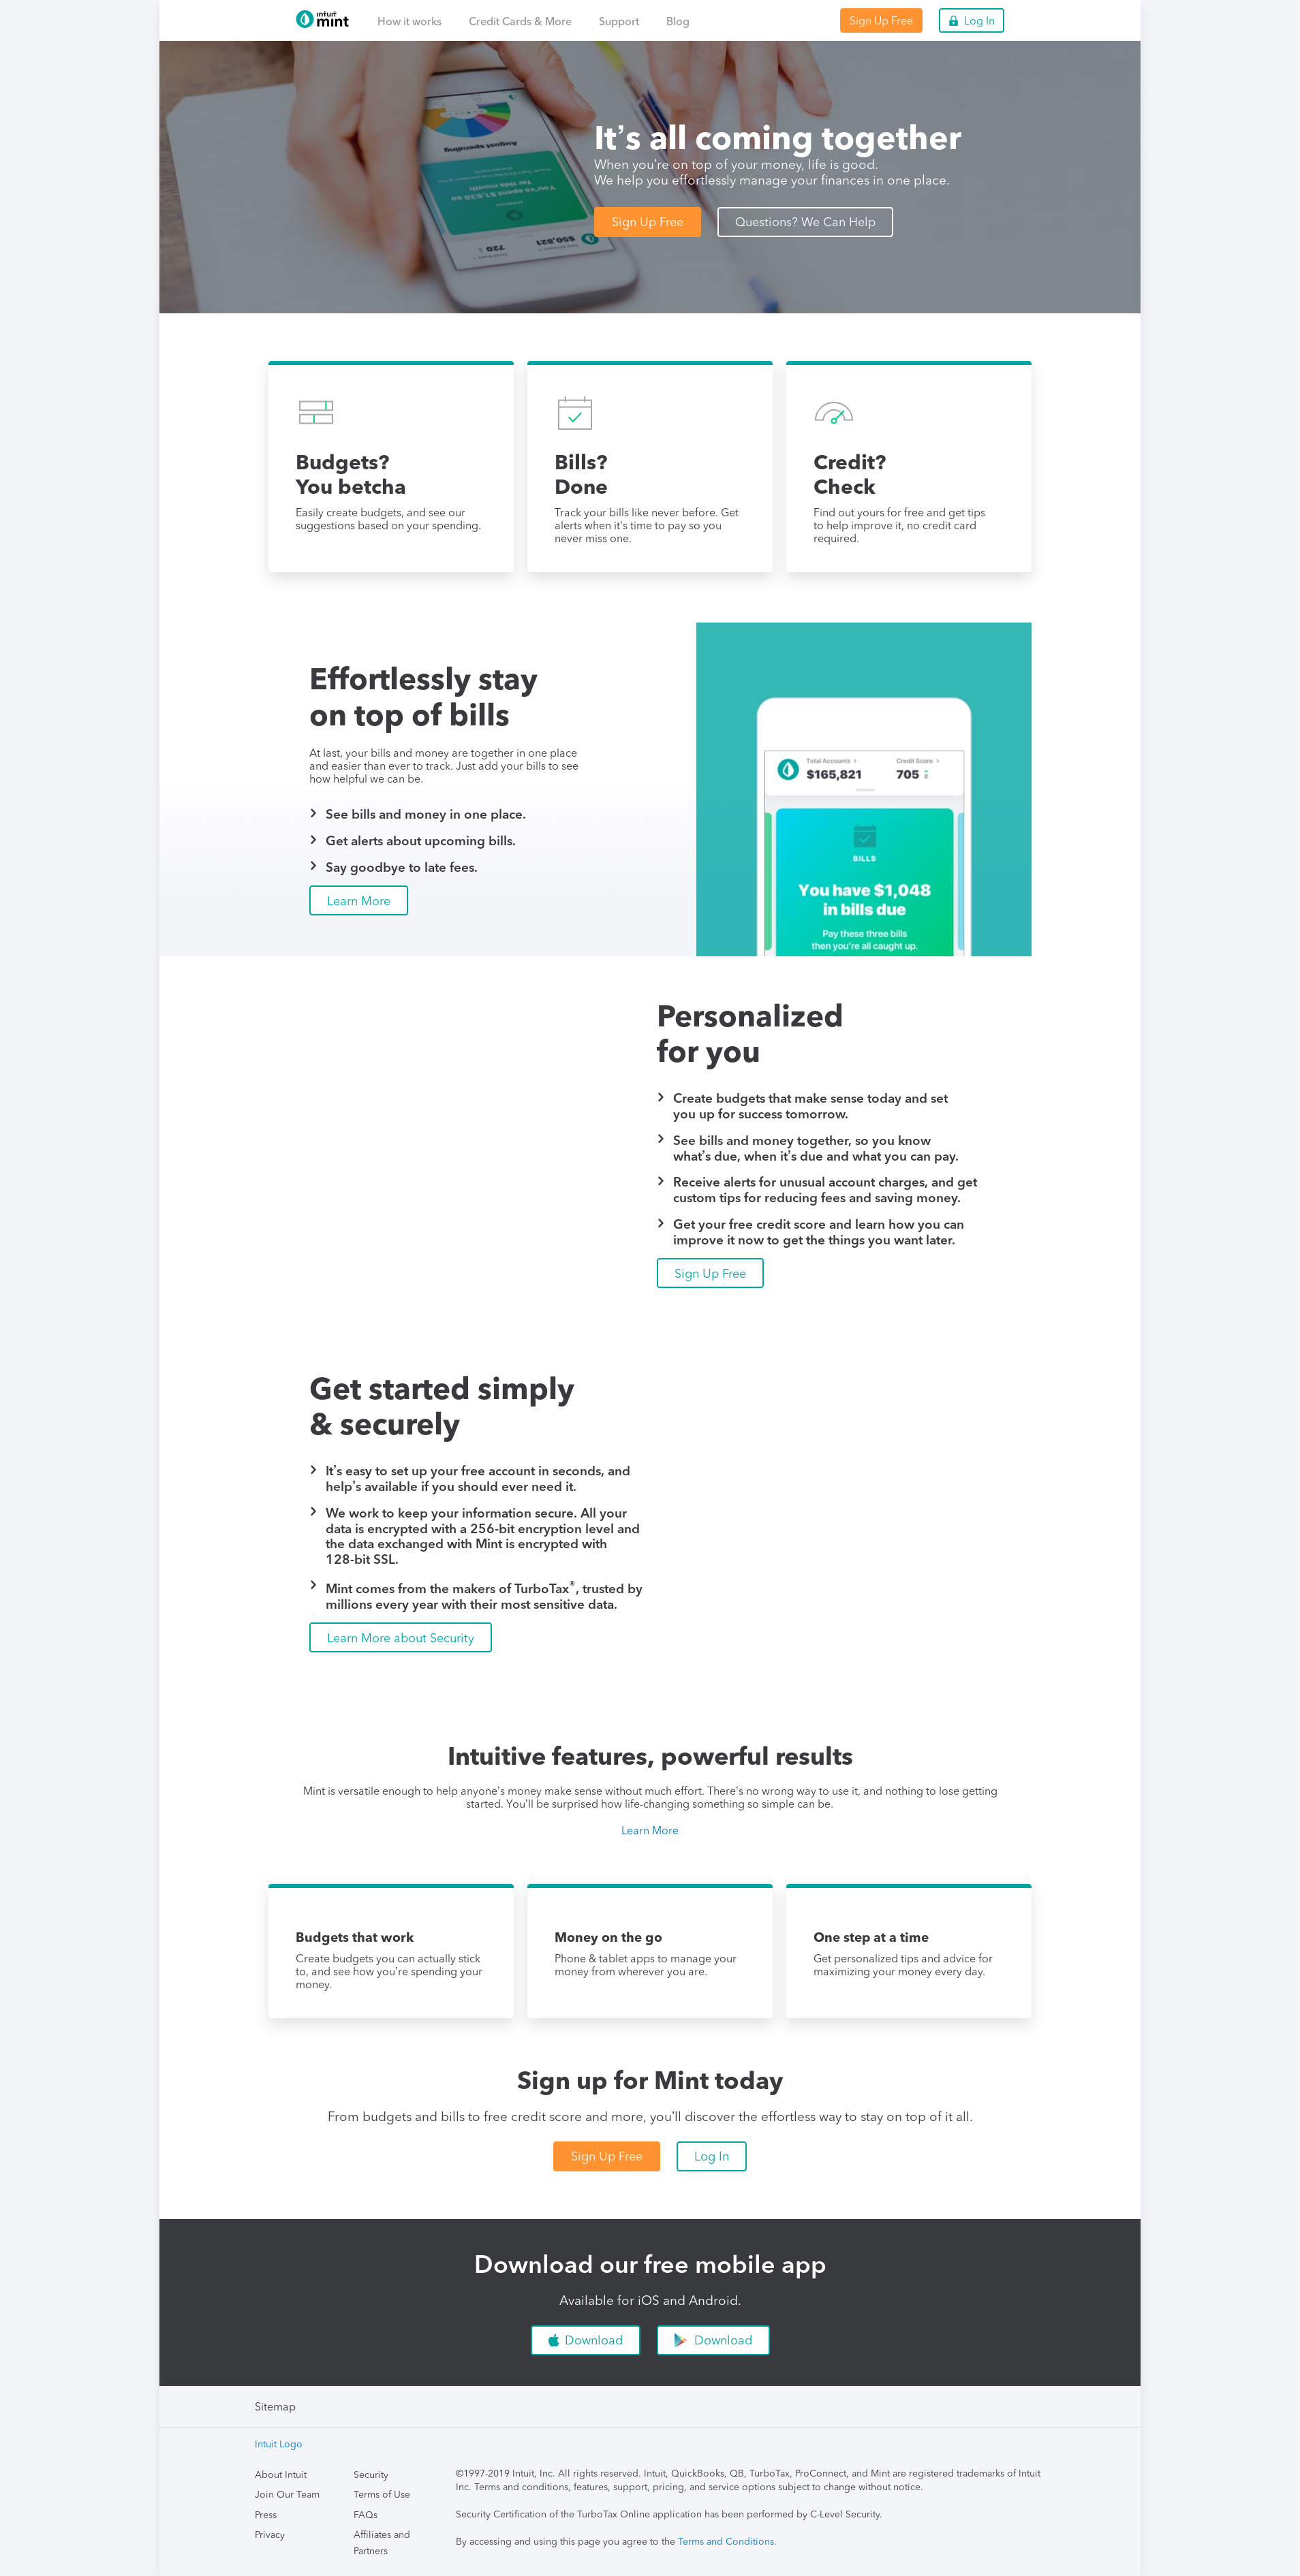 intuit
mint
How it works
Credit Cards & More
Support
Blog
Sign Up Free
Log In
It's all coming together
When you're on top of your money, life is good.
We help you effortlessly manage your finances in one place.
Sign Up Free
Questions? We Can Help
August spending
You've spent $1,928 so
far this month
720
$50,821
Budgets?
You betcha
Easily create budgets, and see our
suggestions based on your spending.
Bills?
Done
Track your bills like never before. Get
alerts when it's time to pay so you
never miss one.
Credit?
Check
Find out yours for free and get tips
to help improve it, no credit card
required.
Effortlessly stay
on top of bills
At last, your bills and money are together in one place
and easier than ever to track. Just add your bills to see
how helpful we can be.
See bills and money in one place.
Get alerts about upcoming bills.
Say goodbye to late fees.
Learn More
Total Accounts
$165,821
Credit Score
705
BILLS
You have $1,048
in bills due
Pay these three bills
then you're all caught up.
Personalized
for you
Create budgets that make sense today and set
you up for success tomorrow.
See bills and money together, so you know
what's due, when it's due and what you can pay.
Receive alerts for unusual account charges, and get
custom tips for reducing fees and saving money.
Get your free credit score and learn how you can
improve it now to get the things you want later.
Sign Up Free
Get started simply
& securely
It's easy to set up your free account in seconds, and
help's available if you should ever need it.
We work to keep your information secure. All your
data is encrypted with a 256-bit encryption level and
the data exchanged with Mint is encrypted with
128-bit SSL.
Mint comes from the makers of TurboTax®, trusted by
millions every year with their most sensitive data.
Learn More about Security
Intuitive features, powerful results
Mint is versatile enough to help anyone's money make sense without much effort. There's no wrong way to use it, and nothing to lose getting
started. You'll be surprised how life-changing something so simple can be.
Learn More
Budgets that work
Create budgets you can actually stick
to, and see how you're spending your
money.
Money on the go
Phone & tablet apps to manage your
money from wherever you are.
One step at a time
Get personalized tips and advice for
maximizing your money every day.
Sign up for Mint today
From budgets and bills to free credit score and more, you'll discover the effortless way to stay on top of it all.
Sign Up Free
Log In
Download our free mobile app
Available for iOS and Android.
Download
Download
Sitemap
Intuit Logo
About Intuit
Join Our Team
Press
Privacy
Security
Terms of Use
FAQs
Affiliates and
Partners
©1997-2019 Intuit, Inc. All rights reserved. Intuit, QuickBooks, QB, TurboTax, ProConnect, and Mint are registered trademarks of Intuit
Inc. Terms and conditions, features, support, pricing, and service options subject to change without notice.
Security Certification of the TurboTax Online application has been performed by C-Level Security.
By accessing and using this page you agree to the Terms and Conditions.